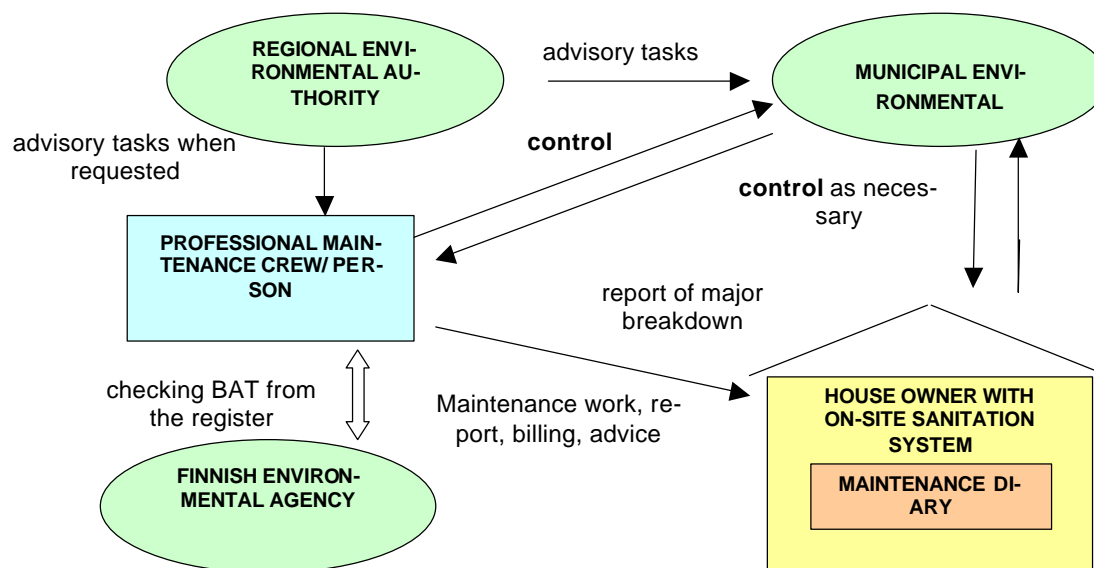 REGIONAL ENVI-
RONMENTAL AU-
THORITY
advisory tasks
MUNICIPAL ENVI-
RONMENTAL
advisory tasks when
requested
control
control as neces-
sary
PROFESSIONAL MAIN-
TENANCE CREW/ PER-
SON
report of major
breakdown
checking BAT from
the register
Maintenance work, re-
port, billing, advice
HOUSE OWNER WITH
ON-SITE SANITATION
SYSTEM
MAINTENANCE DI-
ARY
FINNISH ENVIRON-
MENTAL AGENCY